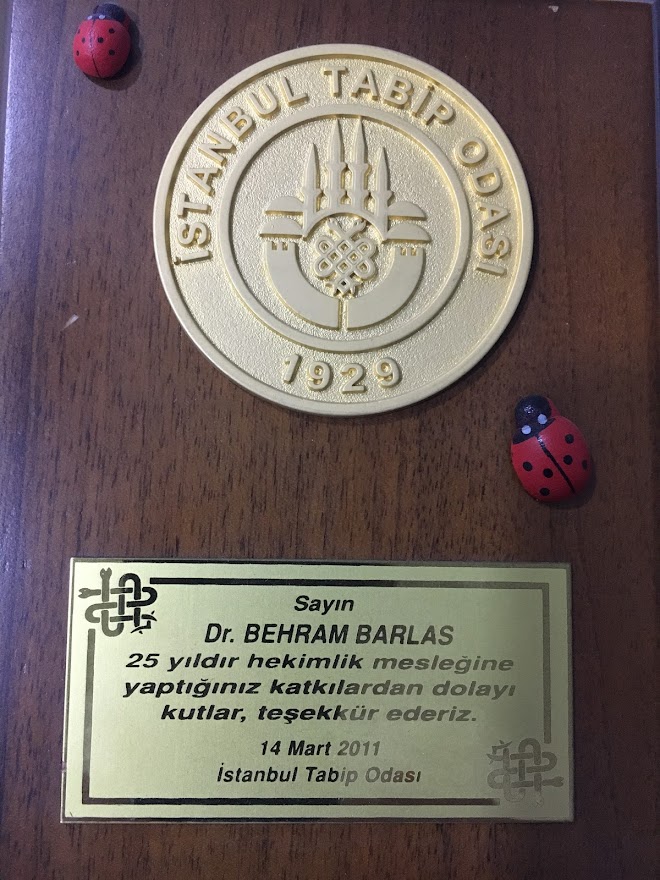 İSTANBUL TABİP ODASI
1929
Sayın
Dr. BEHRAM BARLAS
25 yıldır hekimlik mesleğine
yaptığınız katkılardan dolayı
kutlar, teşekkür ederiz.
14 Mart 2011
İstanbul Tabip Odası